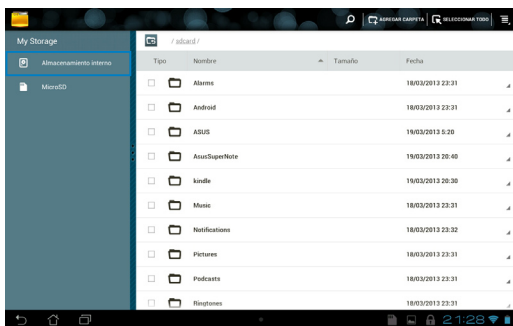 AGREGAR CARPETA SELECCIONAR TODO
My Storage
/ sdcard /
Almacenamiento interno
MicroSD
Tipo Nombre Tamaño Fecha
Alarms 18/03/2013 23:31
Android 18/03/2013 23:31
ASUS 19/03/2013 5:20
AsusSuperNote 19/03/2013 20:40
kindle 19/03/2013 20:30
Music 18/03/2013 23:31
Notifications 18/03/2013 23:32
Pictures 18/03/2013 23:31
Podcasts 18/03/2013 23:31
Ringtones 18/03/2013 23:31
21:28